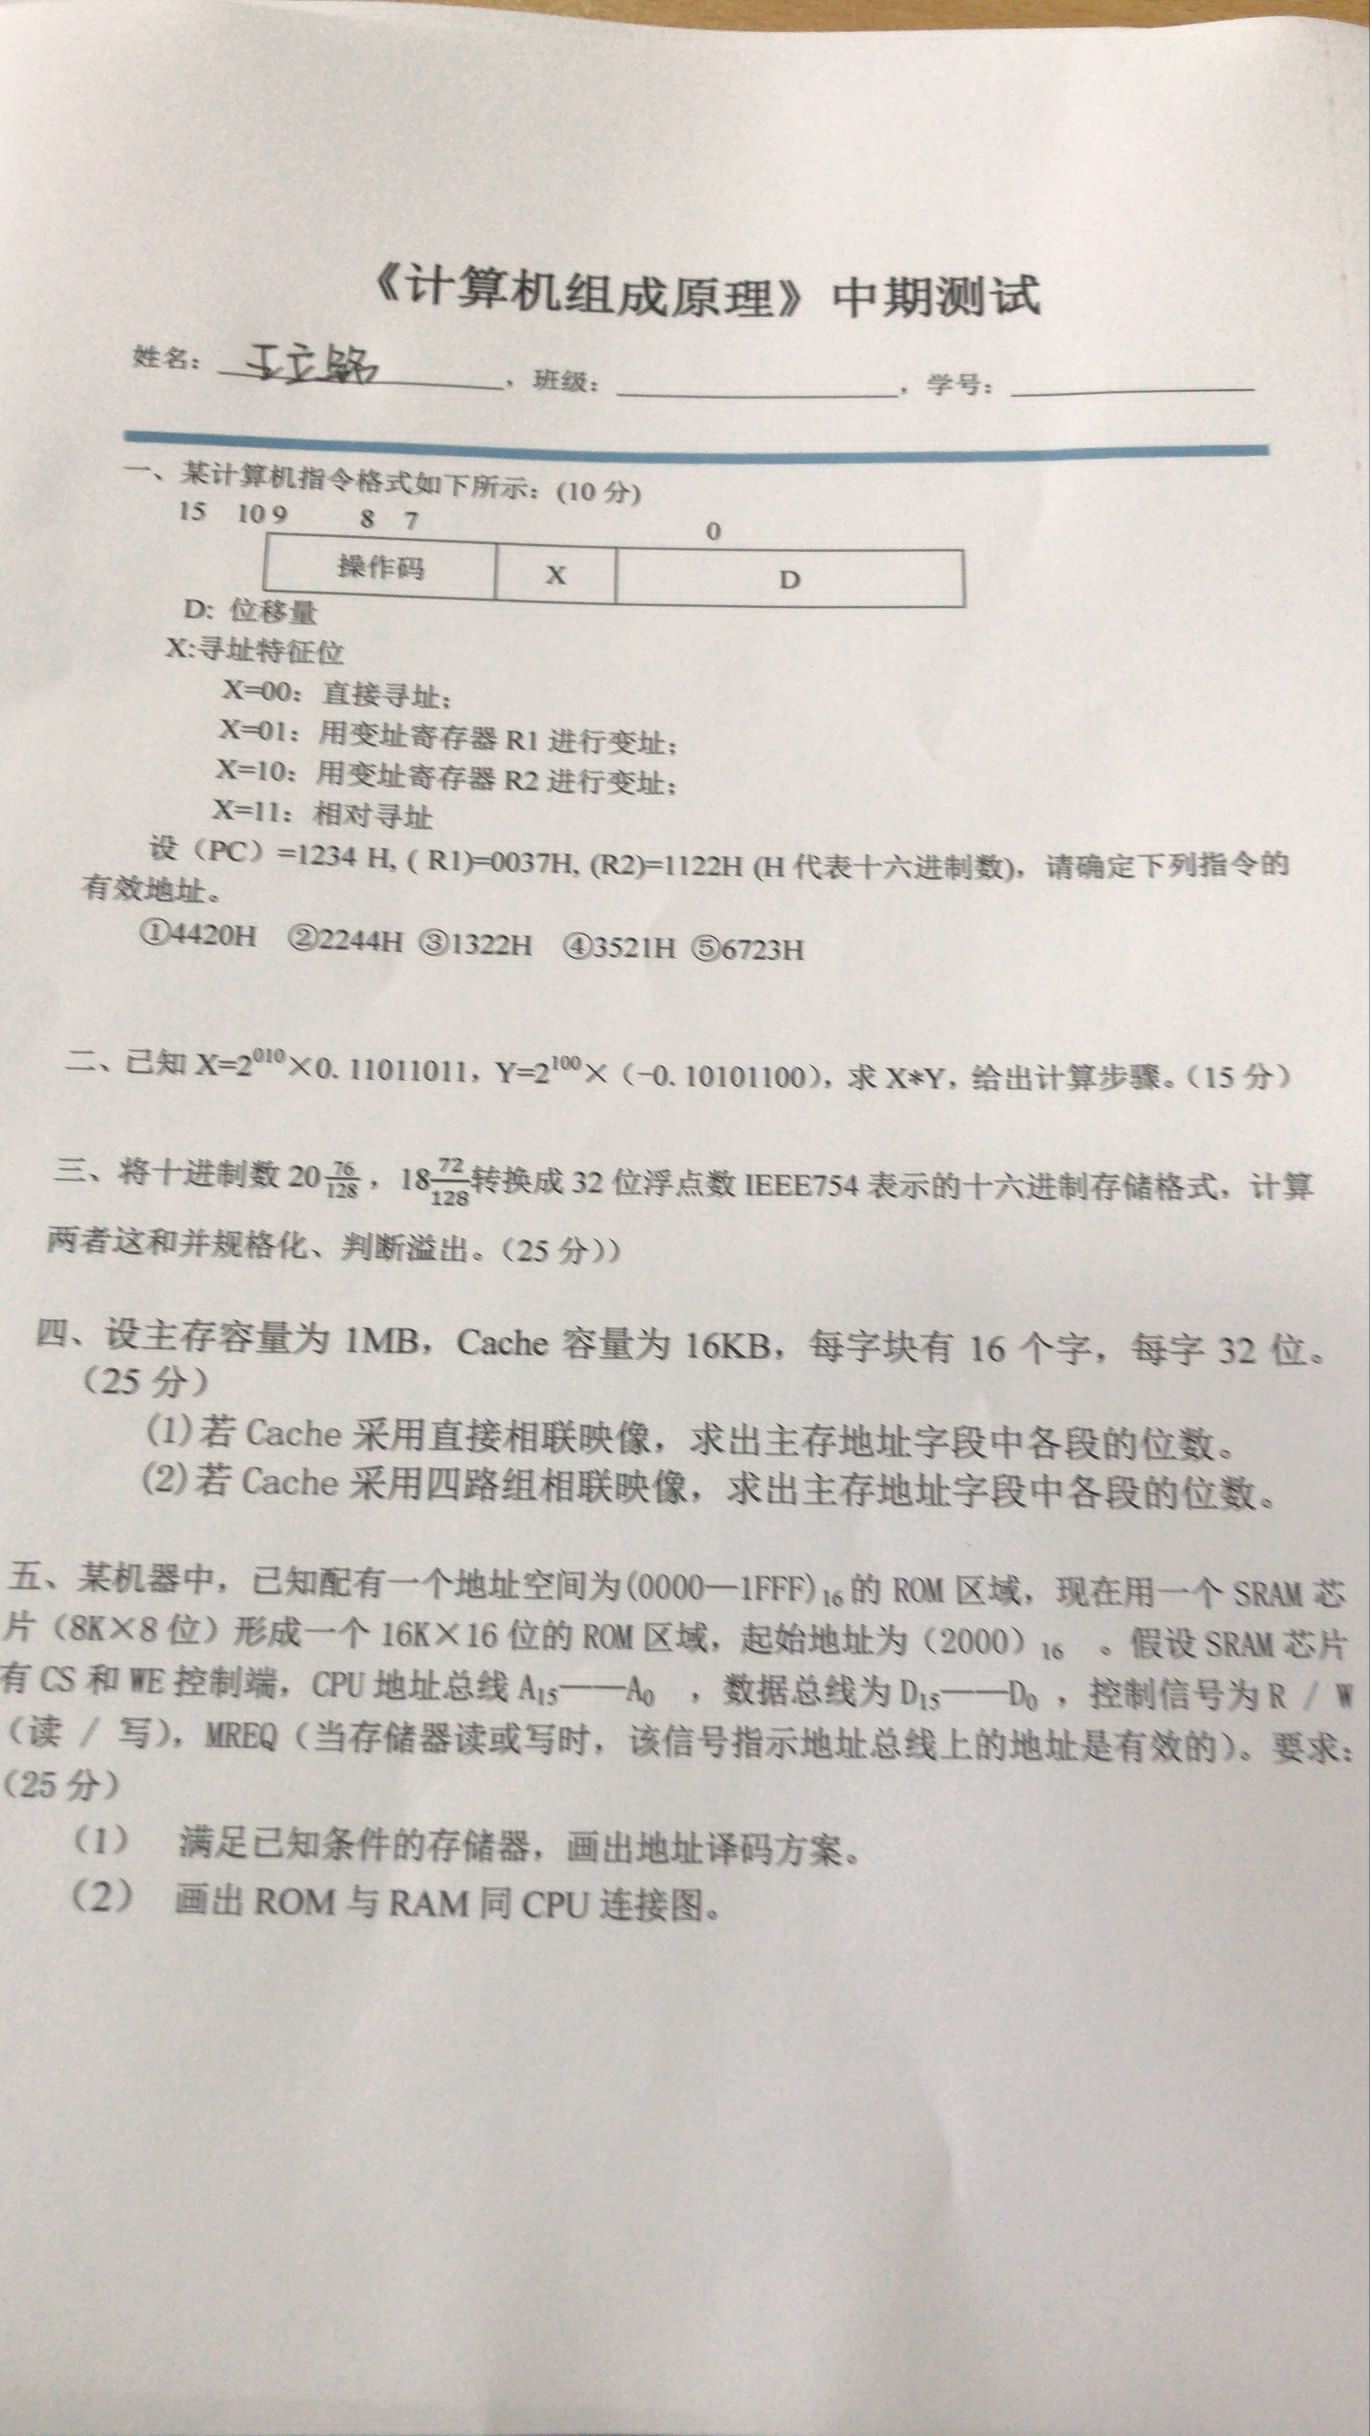 《计算机组成原理》中期测试
姓名： ，班级： ，学号：
一、某计算机指令格式如下所示：(10 分)
15 10 9 8 7 0
操作码 X D
D: 位移量
X:寻址特征位
X=00：直接寻址；
X=01：用变址寄存器 R1 进行变址；
X=10：用变址寄存器 R2 进行变址；
X=11：相对寻址
设（PC）=1234 H, ( R1)=0037H, (R2)=1122H (H 代表十六进制数)，请确定下列指令的
有效地址。
①4420H ②2244H ③1322H ④3521H ⑤6723H
二、已知 X=2^010×0. 11011011，Y=2^100×（-0. 10101100），求 X*Y，给出计算步骤。（15 分）
三、将十进制数 20 76/128，18 72/128 转换成 32 位浮点数 IEEE754 表示的十六进制存储格式，计算
两者这和并规格化、判断溢出。（25 分））
四、设主存容量为 1MB，Cache 容量为 16KB，每字块有 16 个字，每字 32 位。
（25 分）
(1)若 Cache 采用直接相联映像，求出主存地址字段中各段的位数。
(2)若 Cache 采用四路组相联映像，求出主存地址字段中各段的位数。
五、某机器中，已知配有一个地址空间为(0000—1FFF)16 的 ROM 区域，现在用一个 SRAM 芯
片（8K×8 位）形成一个 16K×16 位的 ROM 区域，起始地址为（2000）16 。假设 SRAM 芯片
有 CS 和 WE 控制端，CPU 地址总线 A15——A0 ，数据总线为 D15——D0 ，控制信号为 R / W
（读 / 写），MREQ（当存储器读或写时，该信号指示地址总线上的地址是有效的）。要求：
（25 分）
（1） 满足已知条件的存储器，画出地址译码方案。
（2） 画出 ROM 与 RAM 同 CPU 连接图。